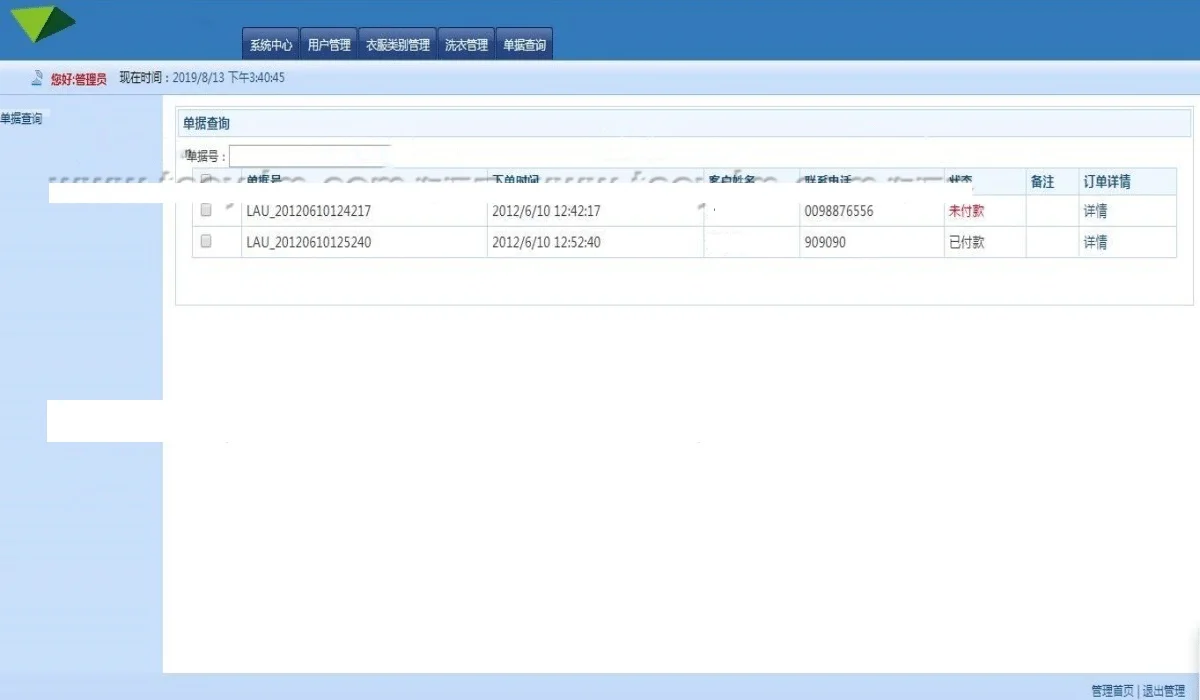 系统中心 用户管理 衣服类别管理 洗衣管理 单据查询
您好:管理员 现在时间：2019/8/13 下午3:40:45
单据查询
单据查询
单据号：
单据号 下单时间 客户姓名 联系电话 状态 备注 订单详情
LAU_20120610124217 2012/6/10 12:42:17 0098876556 未付款 详情
LAU_20120610125240 2012/6/10 12:52:40 909090 已付款 详情
管理首页 | 退出管理